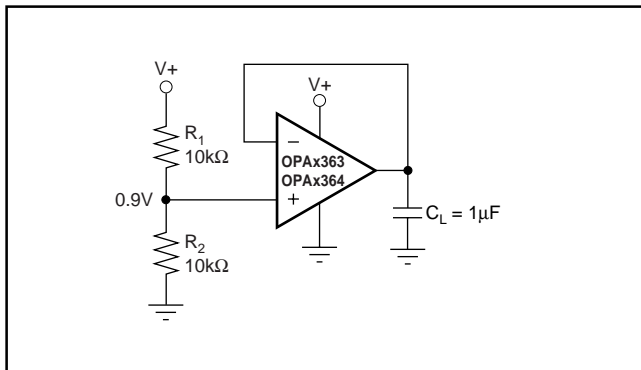 V+
V+
R1
10kΩ
−
OPAx363
OPAx364
0.9V
+
CL = 1μF
R2
10kΩ